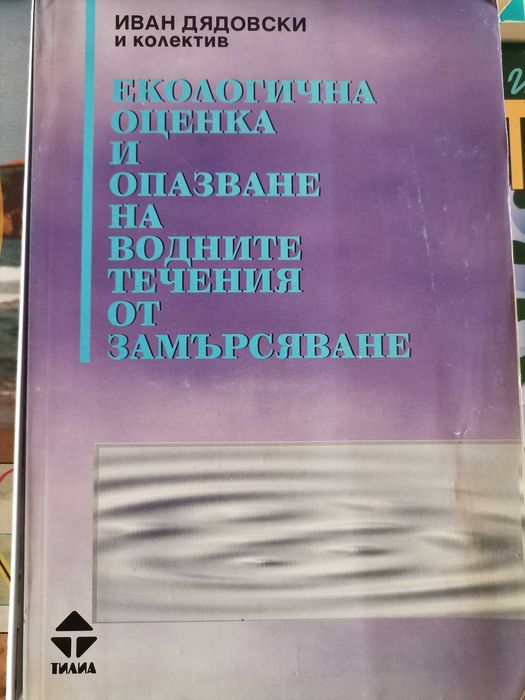 ИВАН ДЯДОВСКИ
и колектив
ЕКОЛОГИЧНА
ОЦЕНКА
И
ОПАЗВАНЕ
НА
ВОДНИТЕ
ТЕЧЕНИЯ
ОТ
ЗАМЪРСЯВАНЕ
ТИЛИА